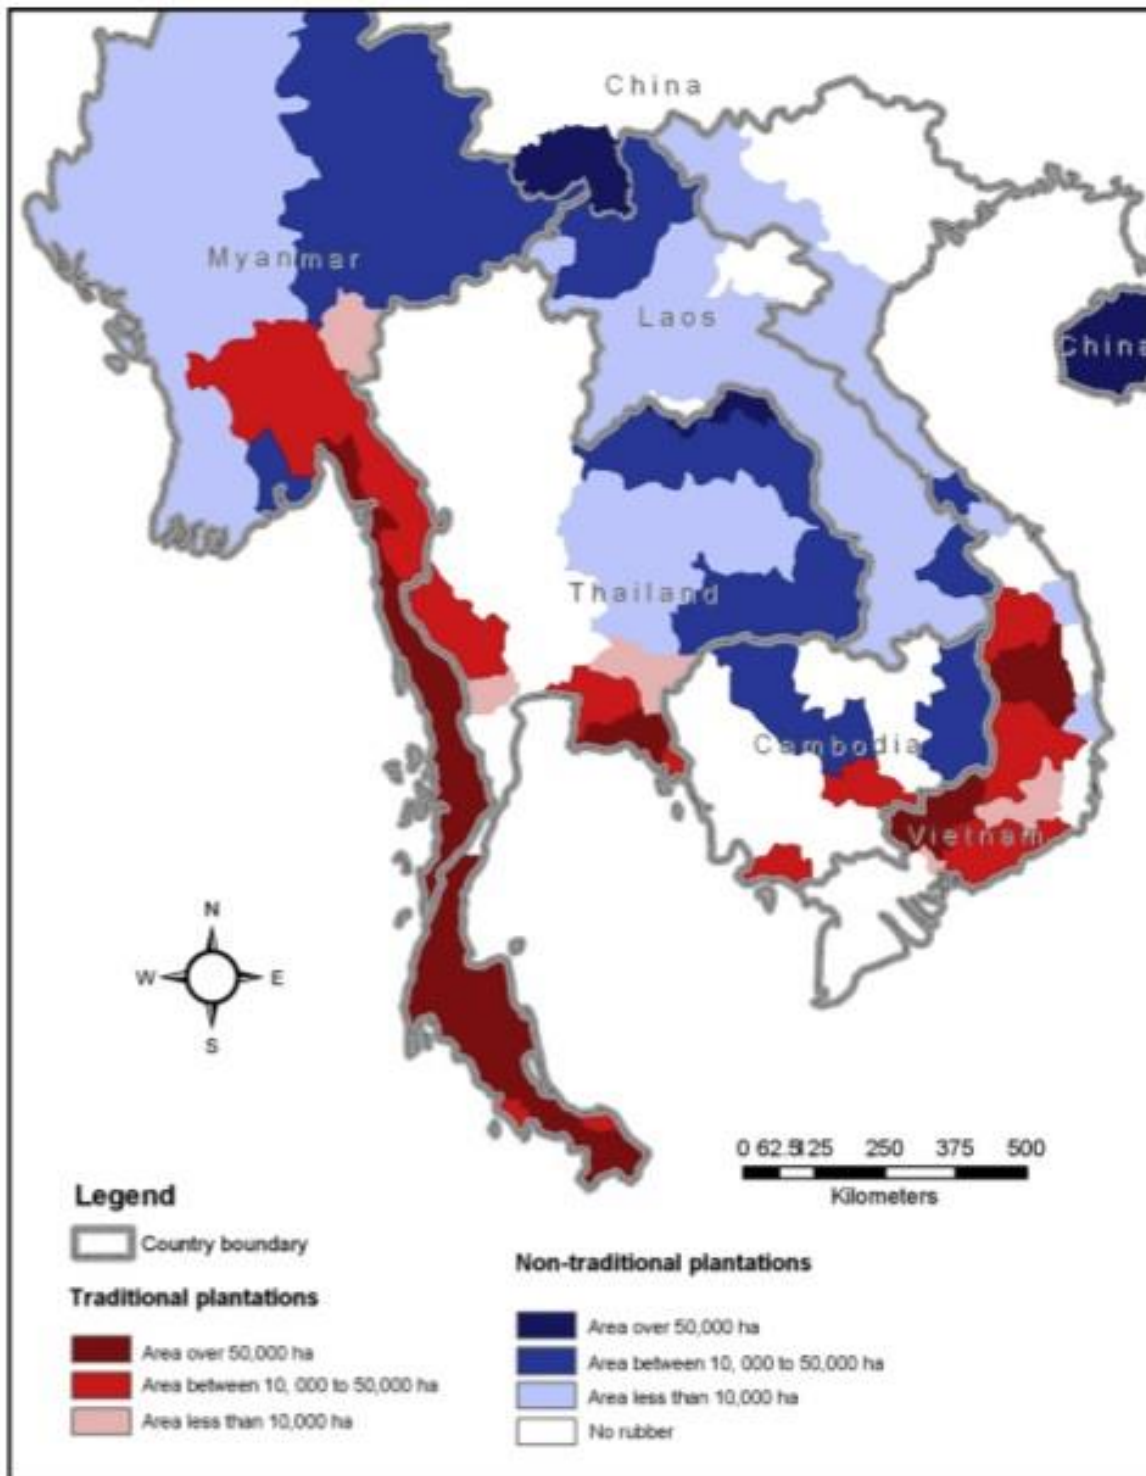 China
Myanmar
Laos
China
Thailand
Cambodia
Vietnam
N
W E
S
0 62.5125 250 375 500
Kilometers
Legend
Country boundary
Traditional plantations
Area over 50,000 ha
Area between 10, 000 to 50,000 ha
Area less than 10,000 ha
Non-traditional plantations
Area over 50,000 ha
Area between 10, 000 to 50,000 ha
Area less than 10,000 ha
No rubber